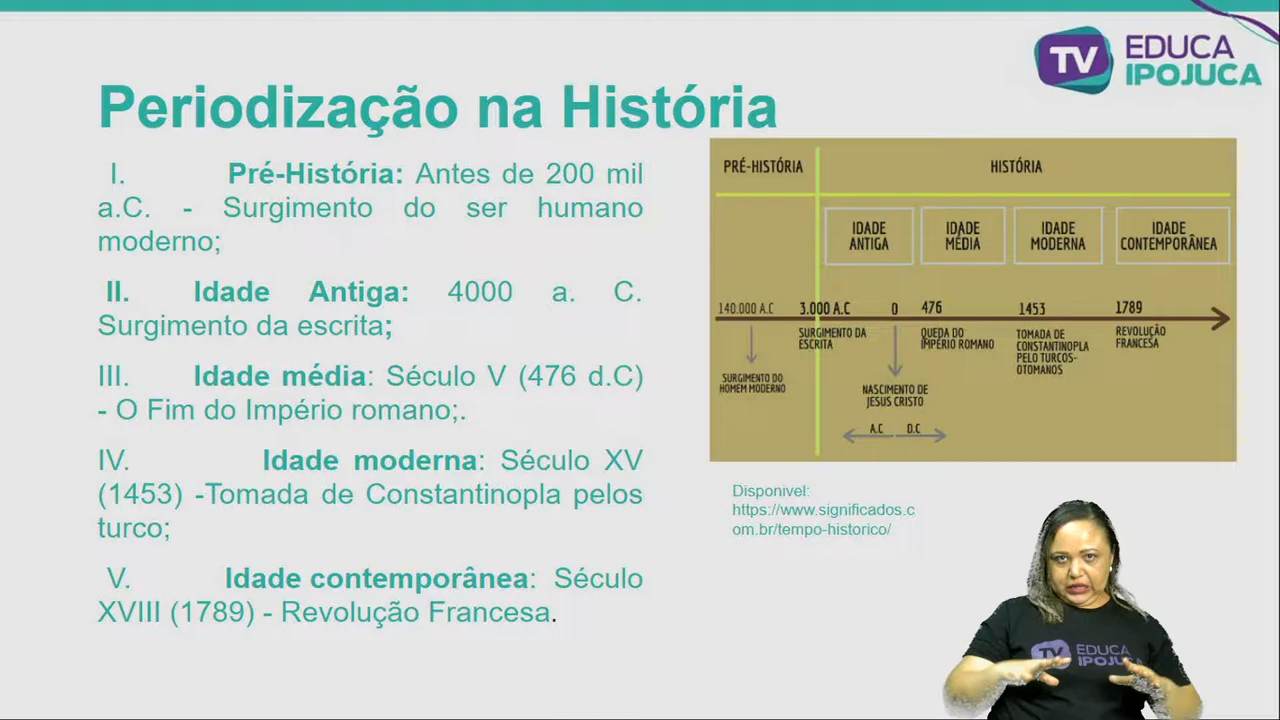 TV EDUCA
IPOJUCA
Periodização na História
I. Pré-História: Antes de 200 mil
a.C. - Surgimento do ser humano
moderno;
II. Idade Antiga: 4000 a. C.
Surgimento da escrita;
III. Idade média: Século V (476 d.C)
- O Fim do Império romano;.
IV. Idade moderna: Século XV
(1453) -Tomada de Constantinopla pelos
turco;
V. Idade contemporânea: Século
XVIII (1789) - Revolução Francesa.
PRÉ-HISTÓRIA
HISTÓRIA
IDADE
ANTIGA
IDADE
MÉDIA
IDADE
MODERNA
IDADE
CONTEMPORÂNEA
140.000 A.C
3.000 A.C
0
476
1453
1789
SURGIMENTO DO
HOMEM MODERNO
SURGIMENTO DA
ESCRITA
NASCIMENTO DE
JESUS CRISTO
A.C
D.C
QUEDA DO
IMPÉRIO ROMANO
TOMADA DE
CONSTANTINOPLA
PELO TURCOS-
OTOMANOS
REVOLUÇÃO
FRANCESA
Disponivel:
https://www.significados.c
om.br/tempo-historico/
TV EDUCA
IPOJUCA